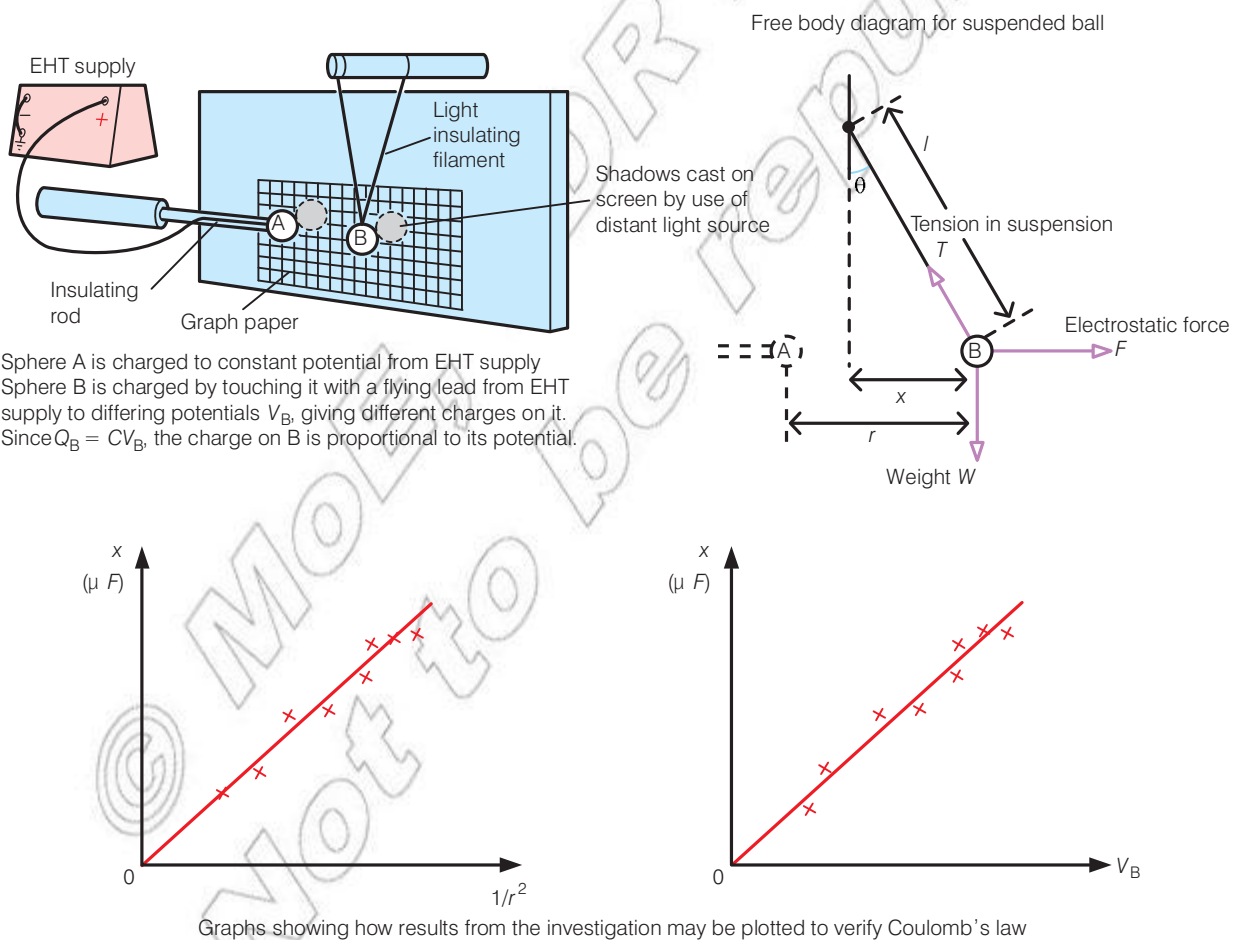 Free body diagram for suspended ball
EHT supply
−
+
Light
insulating
filament
Shadows cast on
screen by use of
distant light source
A
B
Insulating
rod
Graph paper
Sphere A is charged to constant potential from EHT supply
Sphere B is charged by touching it with a flying lead from EHT
supply to differing potentials V_B, giving different charges on it.
Since Q_B = CV_B, the charge on B is proportional to its potential.
l
θ
Tension in suspension
T
Electrostatic force
F
A
B
x
r
Weight W
x
(μ F)
0
1/r²
x
(μ F)
0
V_B
Graphs showing how results from the investigation may be plotted to verify Coulomb's law
© MoE,
Not to be